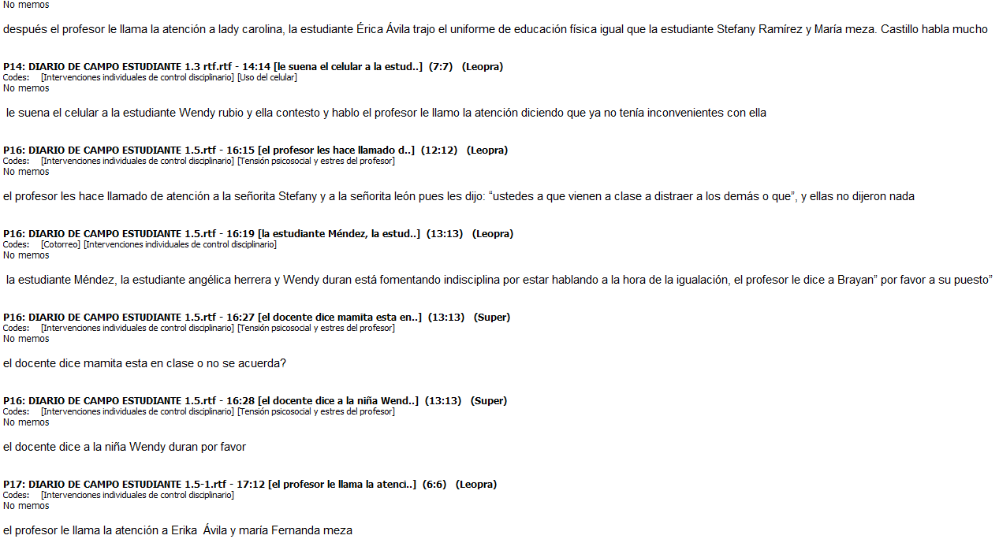 No memos
después el profesor le llama la atención a lady carolina, la estudiante Érica Ávila trajo el uniforme de educación física igual que la estudiante Stefany Ramírez y María meza. Castillo habla mucho
P14: DIARIO DE CAMPO ESTUDIANTE 1.3 rtf.rtf - 14:14 [le suena el celular a la estud..] (7:7) (Leopra)
Codes: [Intervenciones individuales de control disciplinario] [Uso del celular]
No memos
le suena el celular a la estudiante Wendy rubio y ella contesto y hablo el profesor le llamo la atención diciendo que ya no tenía inconvenientes con ella
P16: DIARIO DE CAMPO ESTUDIANTE 1.5.rtf - 16:15 [el profesor les hace llamado d..] (12:12) (Leopra)
Codes: [Intervenciones individuales de control disciplinario] [Tensión psicosocial y estres del profesor]
No memos
el profesor les hace llamado de atención a la señorita Stefany y a la señorita león pues les dijo: “ustedes a que vienen a clase a distraer a los demás o que”, y ellas no dijeron nada
P16: DIARIO DE CAMPO ESTUDIANTE 1.5.rtf - 16:19 [la estudiante Méndez, la estud..] (13:13) (Leopra)
Codes: [Cotorreo] [Intervenciones individuales de control disciplinario]
No memos
la estudiante Méndez, la estudiante angélica herrera y Wendy duran está fomentando indisciplina por estar hablando a la hora de la igualación, el profesor le dice a Brayan” por favor a su puesto”
P16: DIARIO DE CAMPO ESTUDIANTE 1.5.rtf - 16:27 [el docente dice mamita esta en..] (13:13) (Super)
Codes: [Intervenciones individuales de control disciplinario] [Tensión psicosocial y estres del profesor]
No memos
el docente dice mamita esta en clase o no se acuerda?
P16: DIARIO DE CAMPO ESTUDIANTE 1.5.rtf - 16:28 [el docente dice a la niña Wend..] (13:13) (Super)
Codes: [Intervenciones individuales de control disciplinario] [Tensión psicosocial y estres del profesor]
No memos
el docente dice a la niña Wendy duran por favor
P17: DIARIO DE CAMPO ESTUDIANTE 1.5-1.rtf - 17:12 [el profesor le llama la atenci..] (6:6) (Leopra)
Codes: [Intervenciones individuales de control disciplinario]
No memos
el profesor le llama la atención a Erika Ávila y maría Fernanda meza